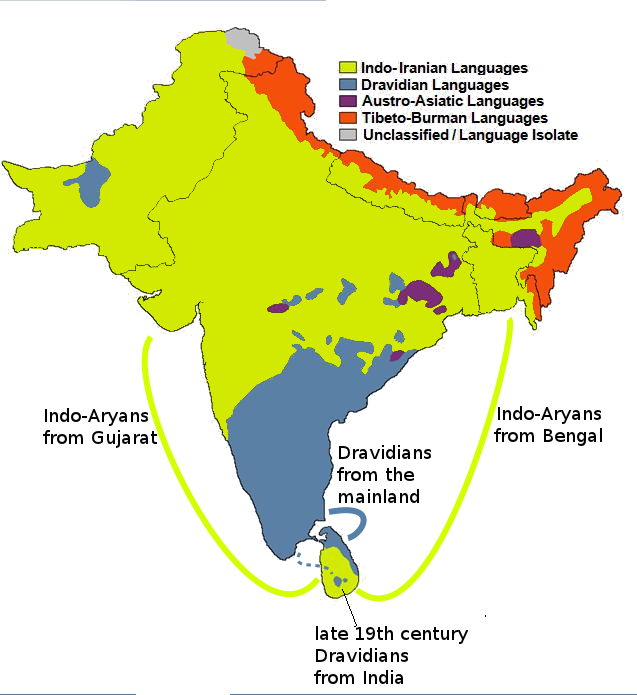 Indo-Iranian Languages
Dravidian Languages
Austro-Asiatic Languages
Tibeto-Burman Languages
Unclassified / Language Isolate
Indo-Aryans
from Gujarat
Indo-Aryans
from Bengal
Dravidians
from the
mainland
late 19th century
Dravidians
from India